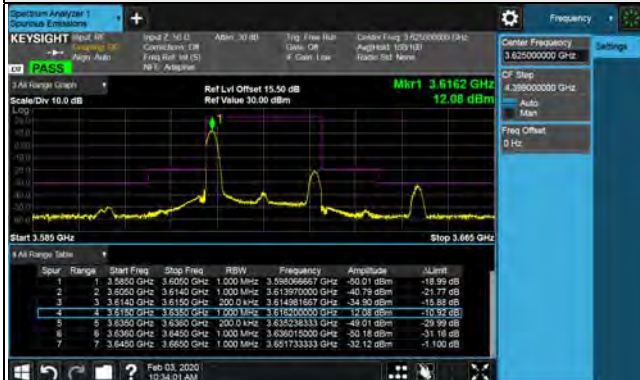 Spectrum Analyzer 1
Spurious Emissions
Frequency
KEYSIGHT Input: RF
Coupling: DC
Align: Auto
Input Z: 50 Ω
Corrections: Off
Freq Ref: Int (S)
NFE: Adaptive
Atten: 30 dB
Trig: Free Run
Gate: Off
IF Gain: Low
Center Freq: 3.625000000 GHz
Avg|Hold: 100/100
Radio Std: None
PASS
Center Frequency
3.625000000 GHz
Settings
CF Step
4.398000000 GHz
Auto
Man
Freq Offset
0 Hz
3 All Range Graph
Scale/Div 10.0 dB
Ref Lvl Offset 15.50 dB
Ref Value 30.00 dBm
Mkr1 3.6162 GHz
12.08 dBm
Log
1
Start 3.585 GHz
Stop 3.665 GHz
All Range Table
Spur Range Start Freq Stop Freq RBW Frequency Amplitude ΔLimit
1 1 3.5850 GHz 3.6050 GHz 1.000 MHz 3.598066667 GHz -50.01 dBm -18.99 dB
2 2 3.6050 GHz 3.6140 GHz 1.000 MHz 3.613970000 GHz -40.79 dBm -21.77 dB
3 3 3.6140 GHz 3.6150 GHz 200.0 kHz 3.614981667 GHz -34.90 dBm -15.88 dB
4 4 3.6150 GHz 3.6350 GHz 1.000 MHz 3.616200000 GHz 12.08 dBm -10.92 dB
5 5 3.6350 GHz 3.6360 GHz 200.0 kHz 3.635238333 GHz -49.01 dBm -29.99 dB
6 6 3.6360 GHz 3.6450 GHz 1.000 MHz 3.636015000 GHz -50.18 dBm -31.16 dB
7 7 3.6450 GHz 3.6650 GHz 1.000 MHz 3.651733333 GHz -32.12 dBm -1.100 dB
Feb 03, 2020
10:34:01 AM